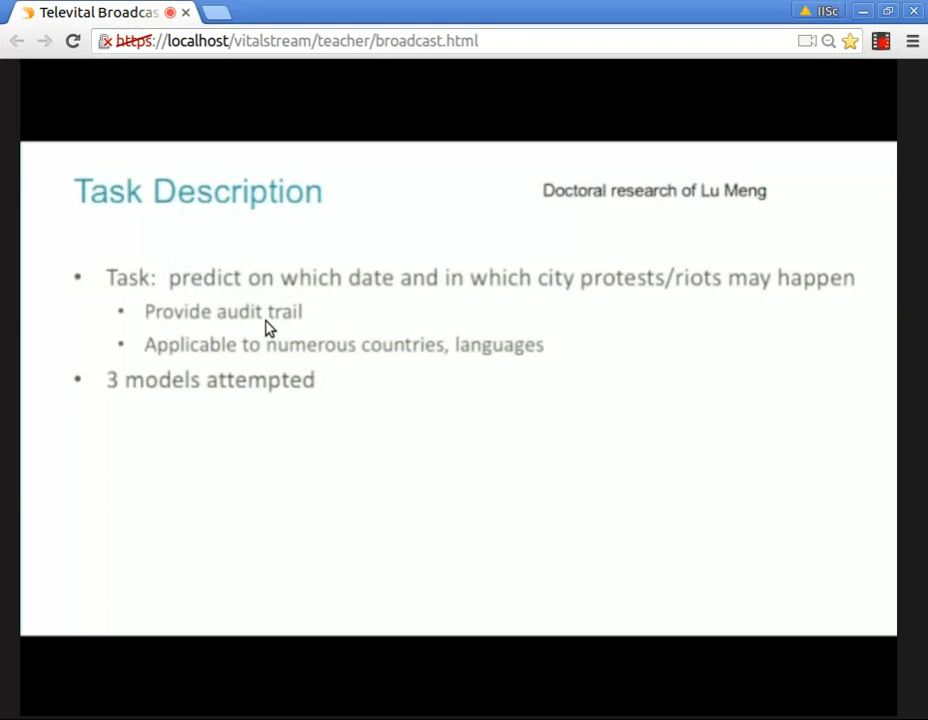 Televital Broadcas
IISc
https://localhost/vitalstream/teacher/broadcast.html
Task Description
Doctoral research of Lu Meng
• Task: predict on which date and in which city protests/riots may happen
• Provide audit trail
• Applicable to numerous countries, languages
• 3 models attempted